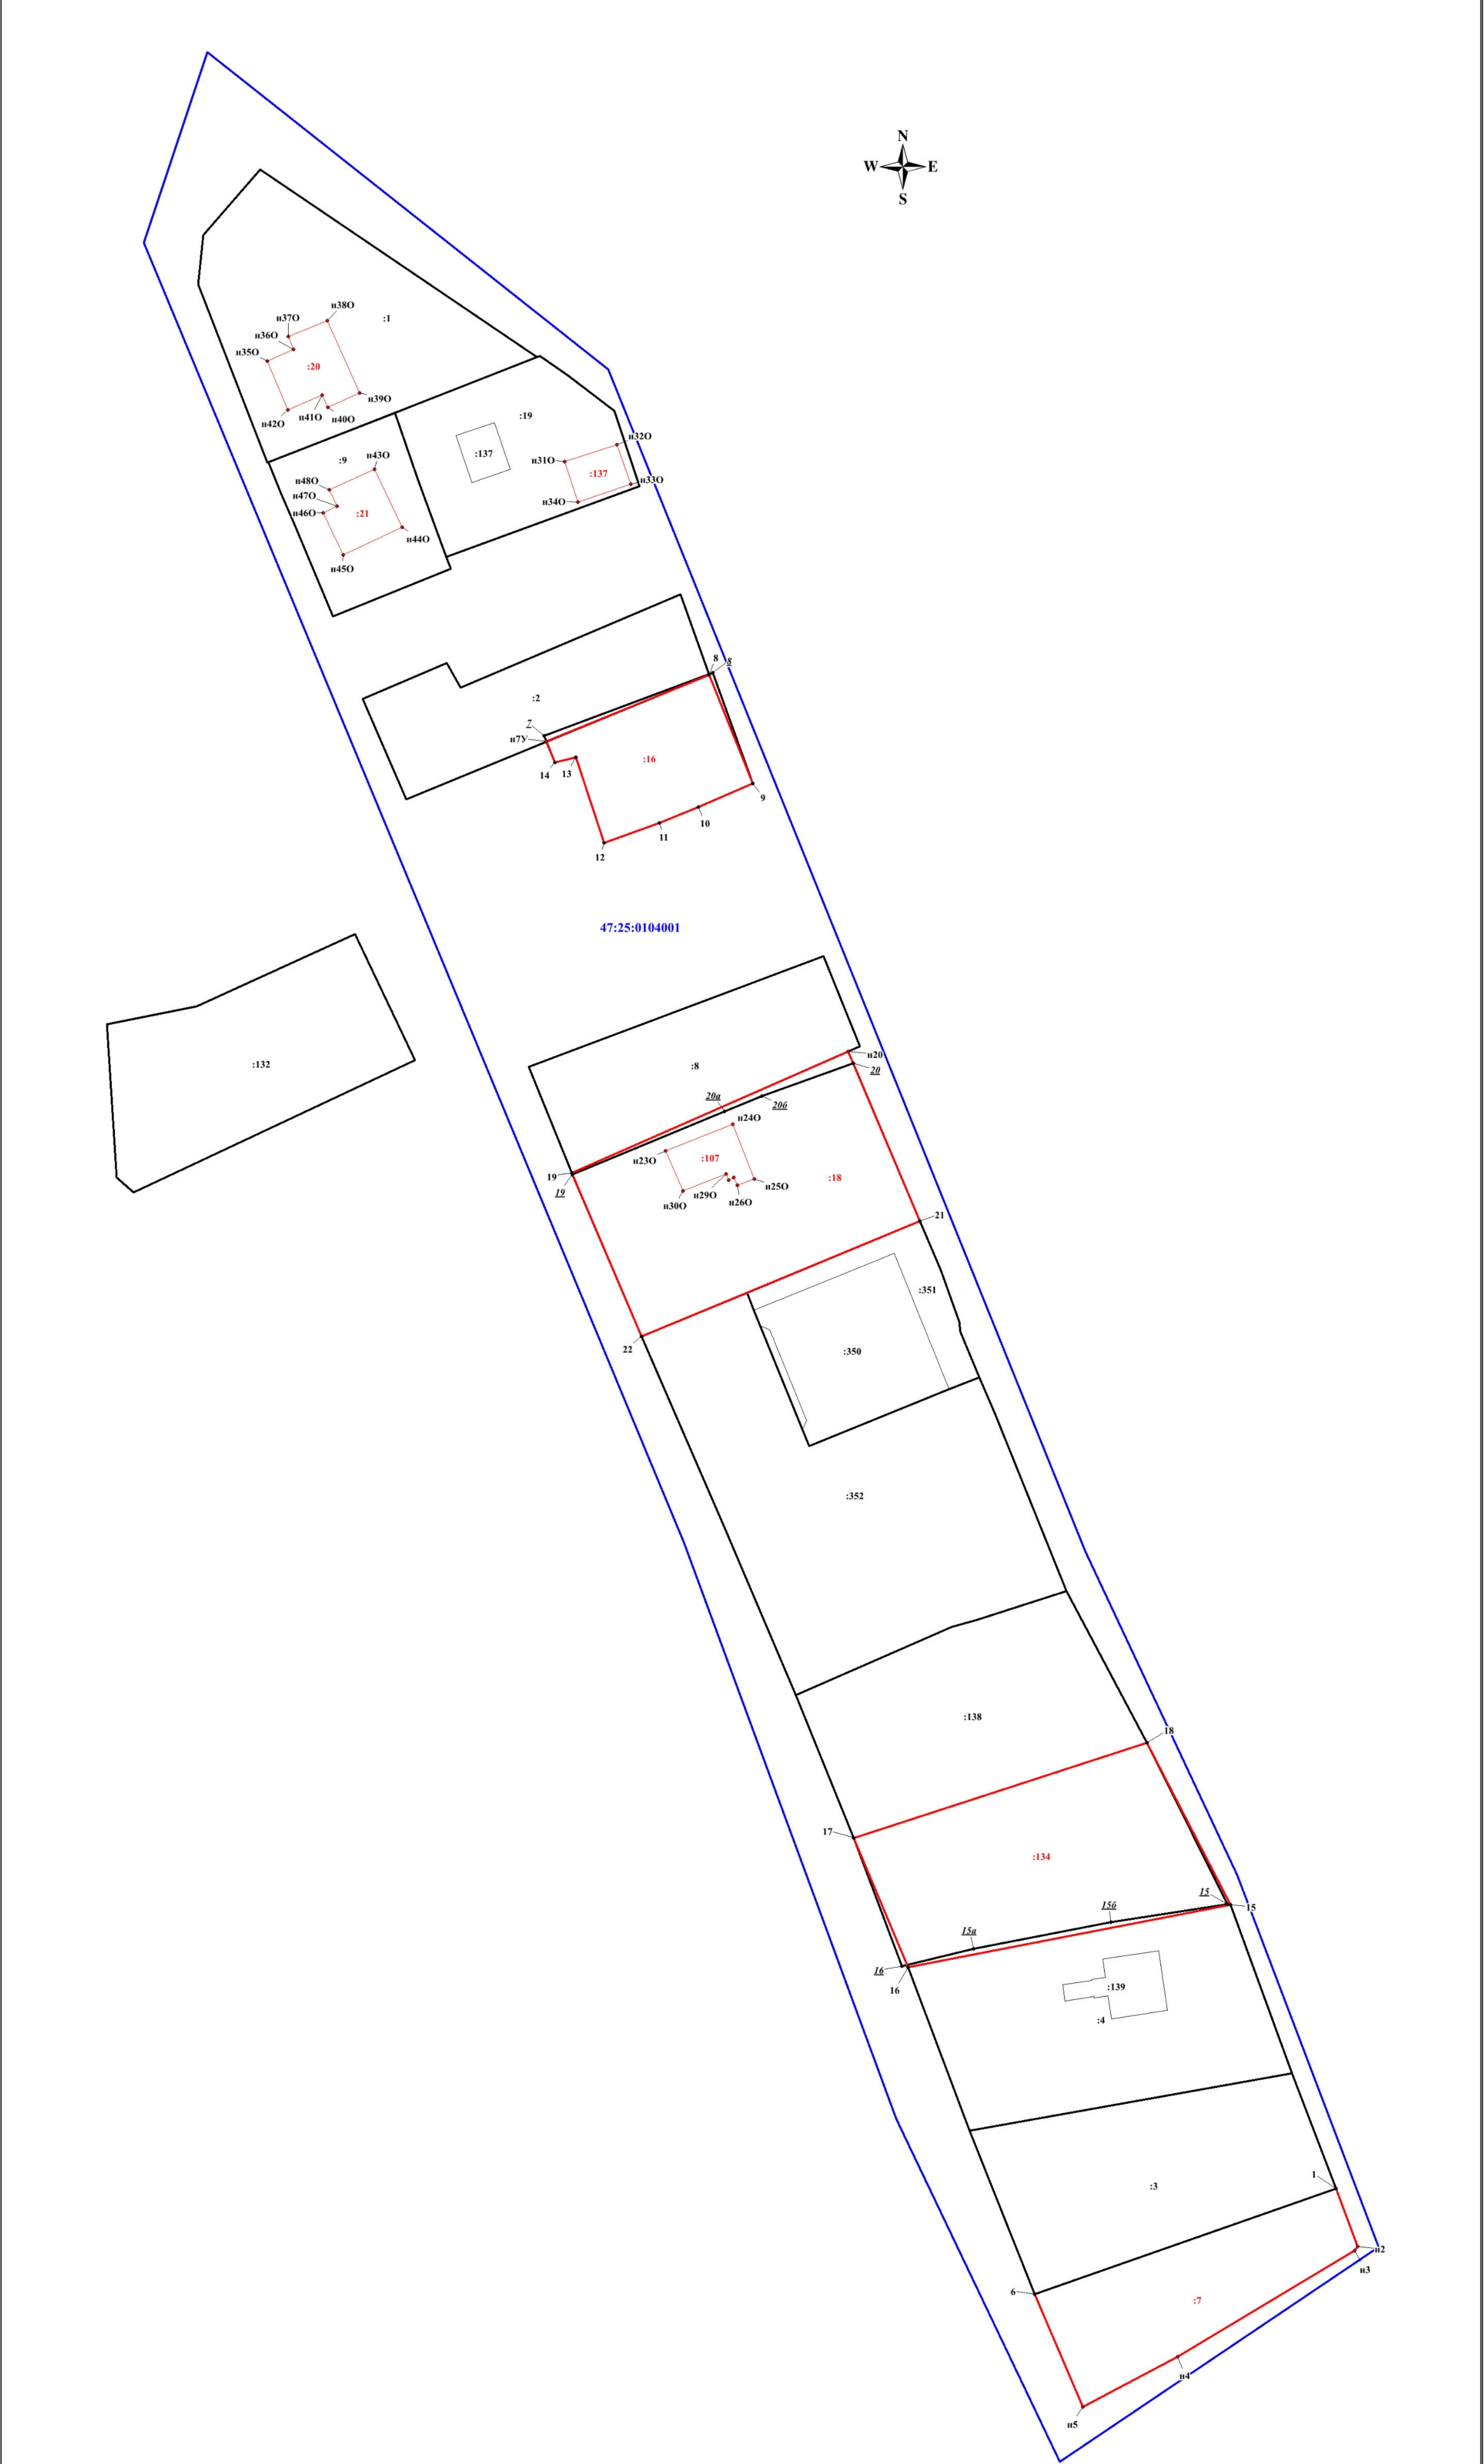 N
W E
S
н38О
н37О
:1
н36О
н35О
:20
н39О
н41О
н40О
н42О
:19
н32О
:137
н43О
:9
н31О
:137
н48О
н33О
н47О
н34О
н46О
:21
н44О
н45О
8
8
:2
7
н7У
:16
14
13
9
10
11
12
47:25:0104001
н20
:132
:8
20
20а
20б
н24О
:107
н23О
19
:18
н25О
19
н29О
н26О
н30О
21
:351
22
:350
:352
:138
18
17
:134
15
15б
15
15а
16
16
:139
:4
1
:3
н2
н3
6
:7
н4
н5